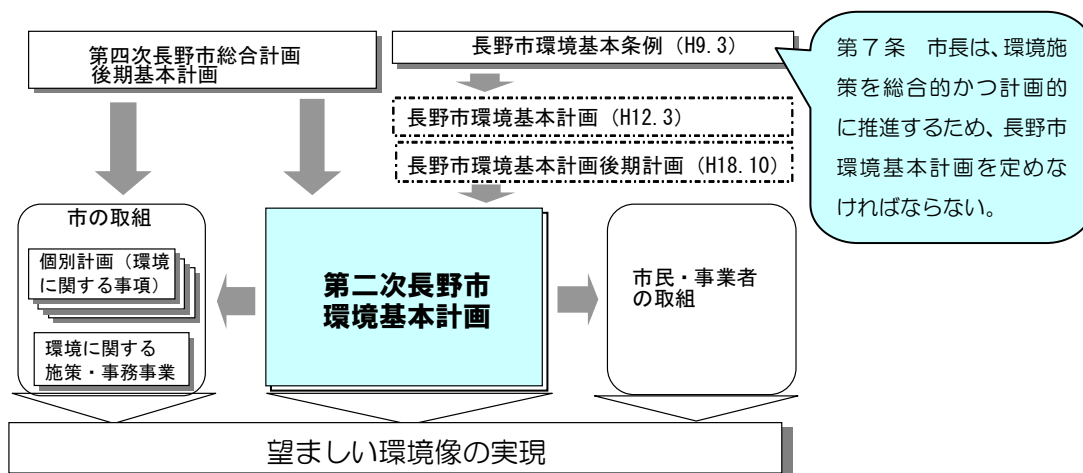 第四次長野市総合計画
後期基本計画
長野市環境基本条例（H9.3）
第７条　市長は、環境施
策を総合的かつ計画的
に推進するため、長野市
環境基本計画を定めな
ければならない。
長野市環境基本計画（H12.3）
長野市環境基本計画後期計画（H18.10）
市の取組
個別計画（環境
に関する事項）
環境に関する
施策・事務事業
第二次長野市
環境基本計画
市民・事業者
の取組
望ましい環境像の実現